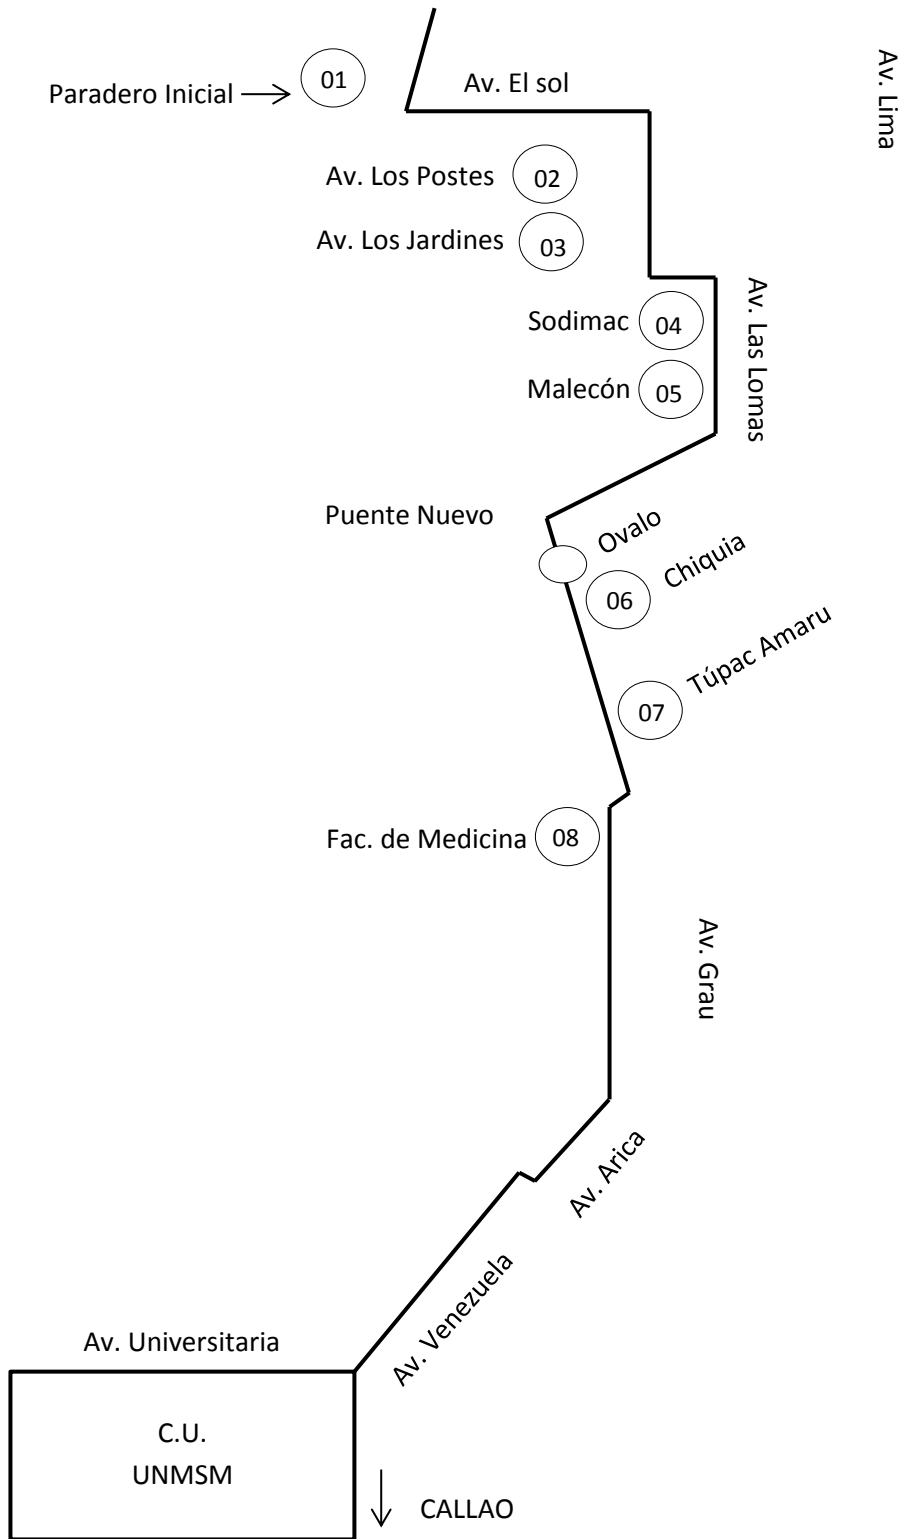 01
Paradero Inicial
Av. El sol
Av. Lima
Av. Los Postes
02
Av. Los Jardines
03
Sodimac
04
Av. Las Lomas
Malecón
05
Puente Nuevo
Ovalo
Chiquia
06
Túpac Amaru
07
Fac. de Medicina
08
Av. Grau
Av. Arica
Av. Venezuela
Av. Universitaria
C.U.
UNMSM
CALLAO